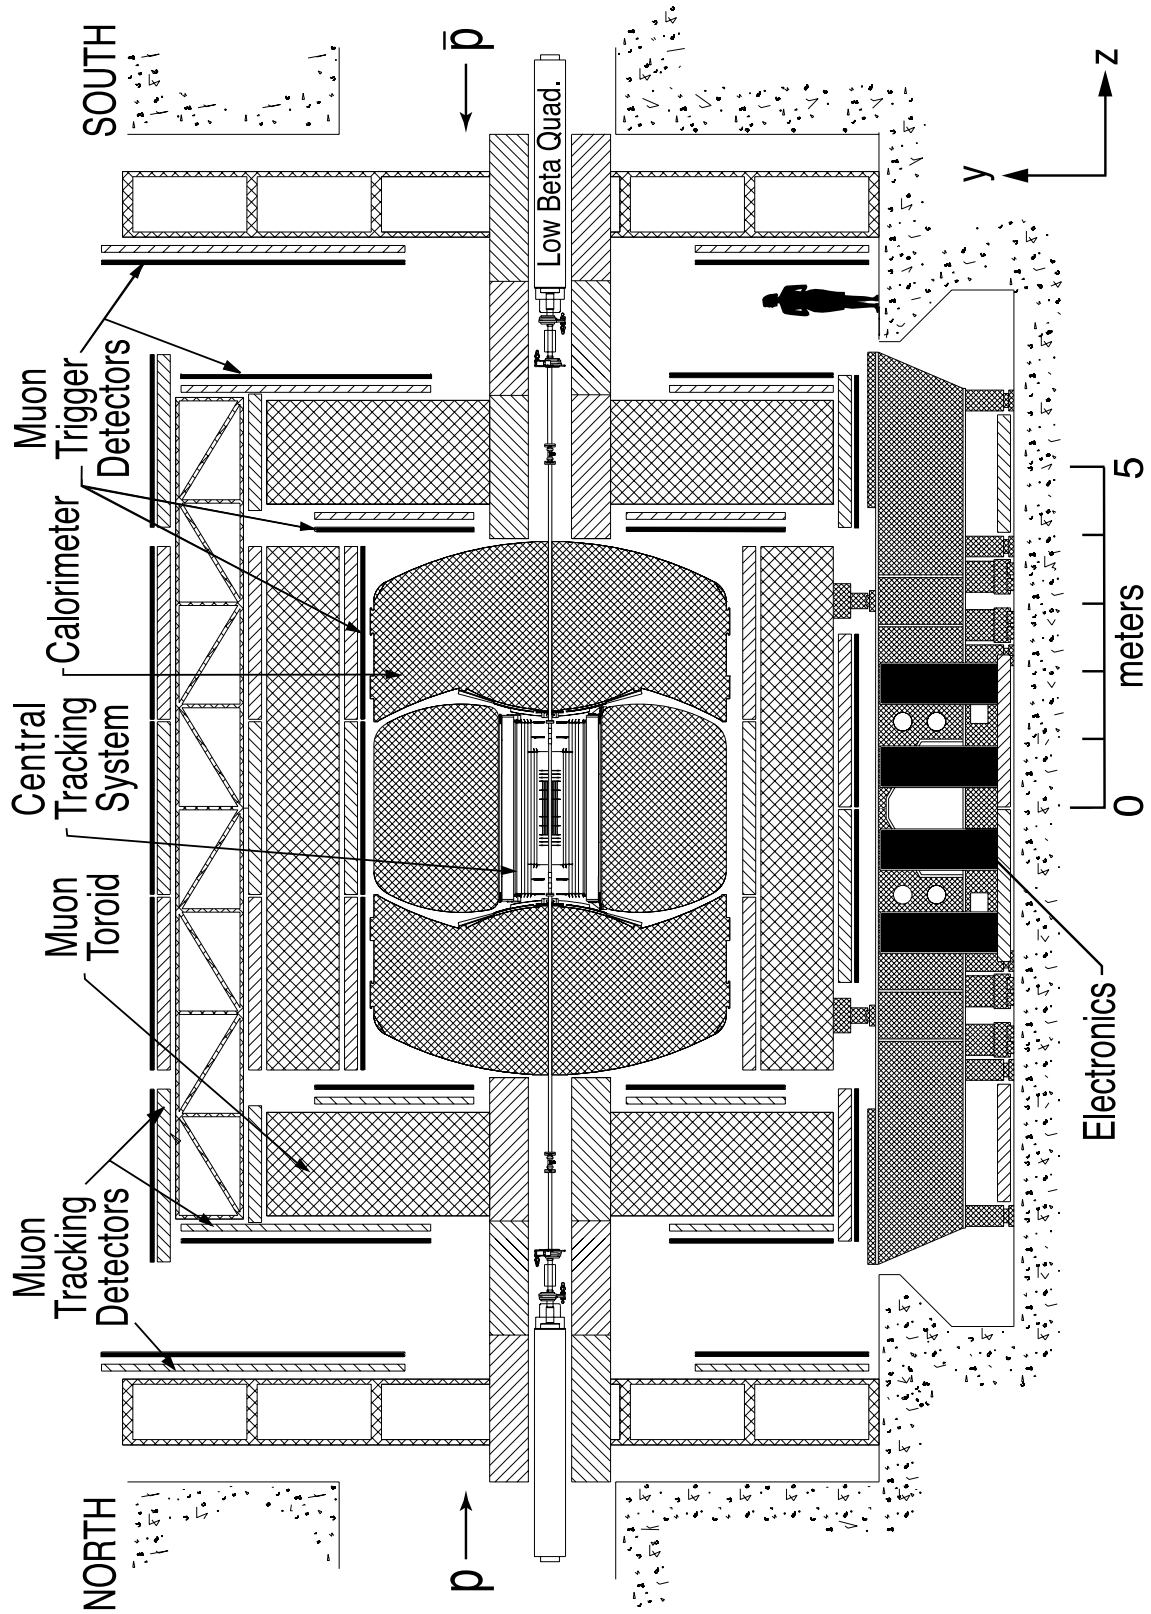 NORTH
SOUTH
Muon
Tracking
Detectors
Muon
Toroid
Central
Tracking
System
Calorimeter
Muon
Trigger
Detectors
p
p̅
Low Beta Quad.
Electronics
y
z
0
meters
5